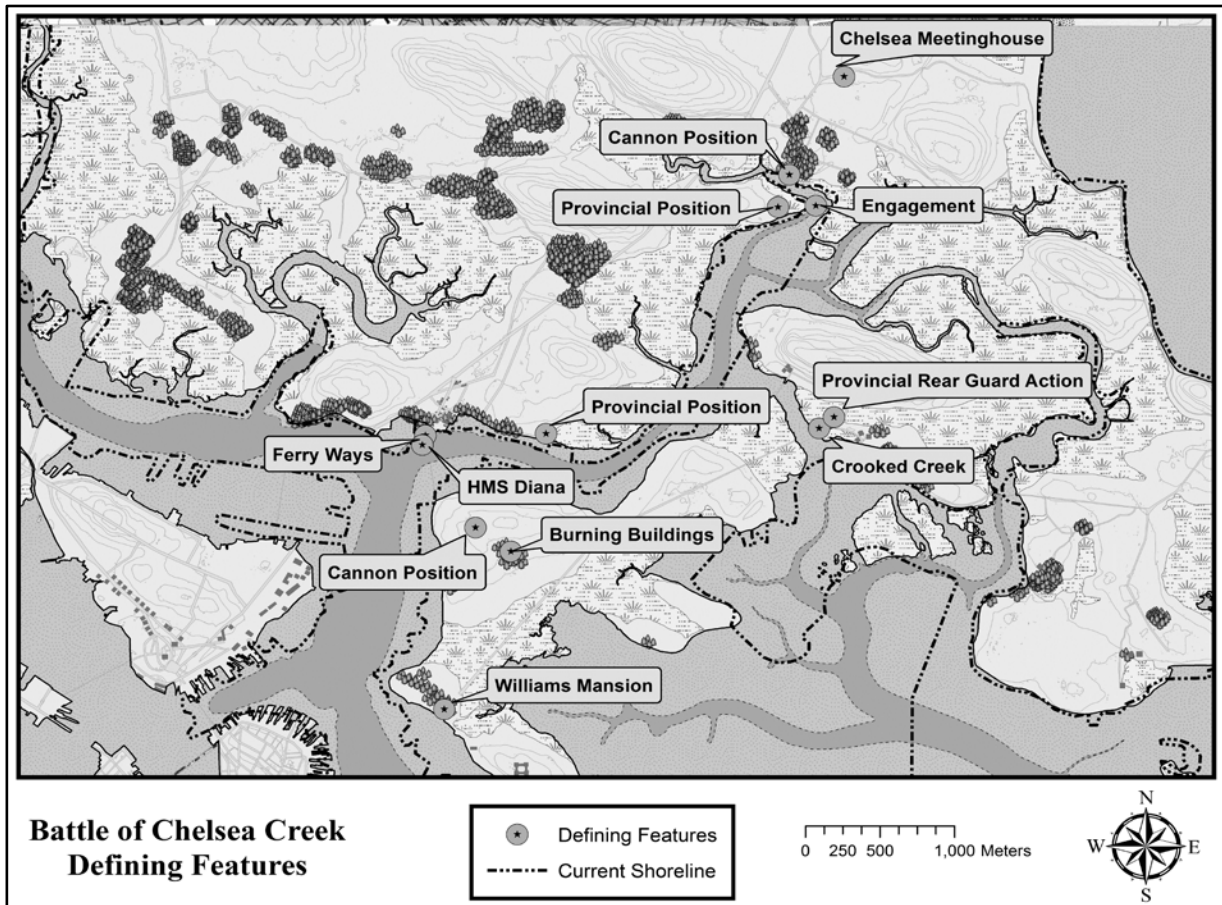 Chelsea Meetinghouse
Cannon Position
Provincial Position
Engagement
Provincial Rear Guard Action
Provincial Position
Ferry Ways
Crooked Creek
HMS Diana
Burning Buildings
Cannon Position
Williams Mansion
Battle of Chelsea Creek
Defining Features
Defining Features
Current Shoreline
0 250 500 1,000 Meters
N
W E
S